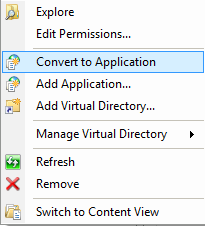 Explore
Edit Permissions...
Convert to Application
Add Application...
Add Virtual Directory...
Manage Virtual Directory
Refresh
Remove
Switch to Content View